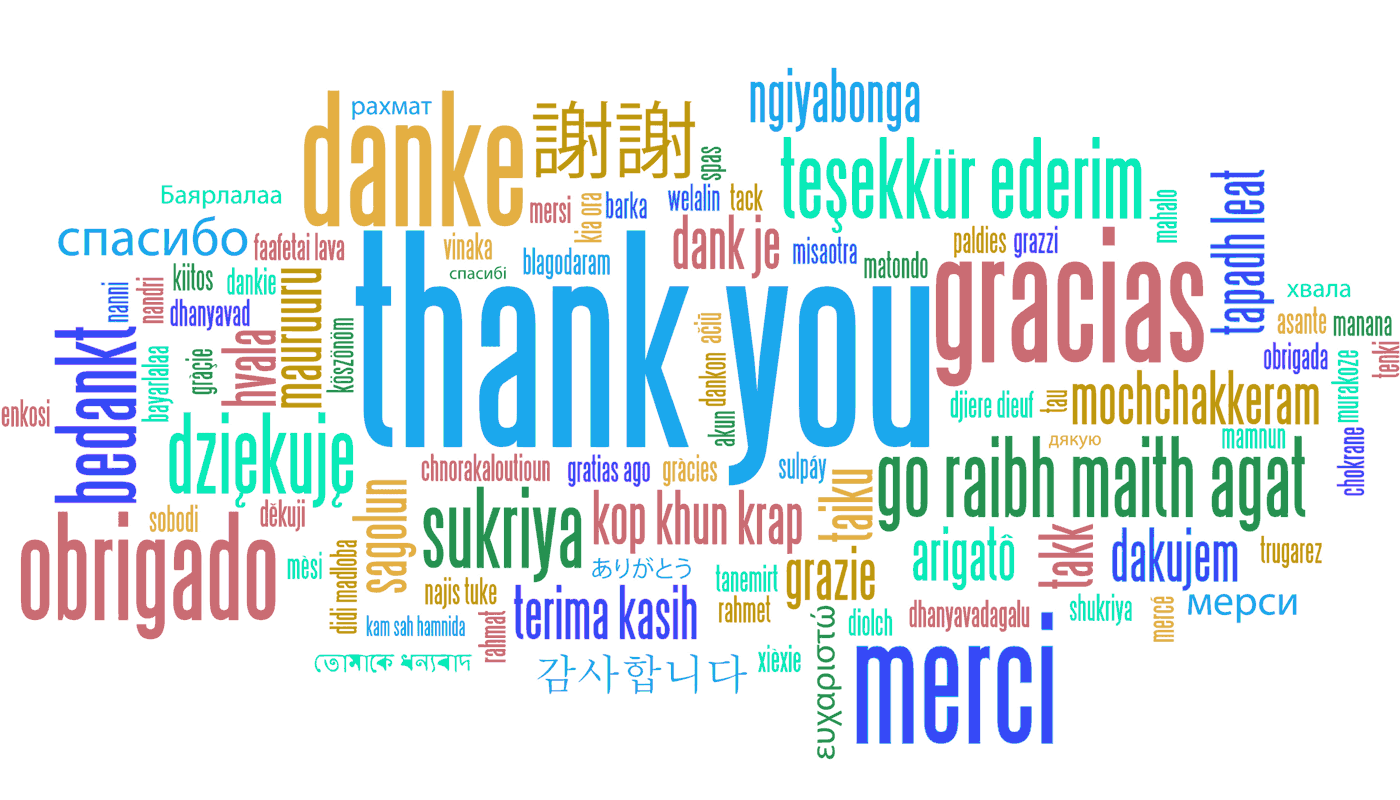 ngiyabonga
danke
рахмат
謝謝
spas
teşekkür ederim
tapadh leat
Баярлалаа
mersi
kia ora
barka
welalin
tack
mahalo
спасибо
faafetai lava
vinaka
спасибі
blagodaram
dank je
misaotra
matondo
paldies
grazzi
gracias
kiitos
dankie
nanni
nandri
dhanyavad
mauruuru
thank you
хвала
asante
manana
bedankt
hvala
köszönöm
ačiū
obrigada
tenki
bayarlalaa
gràçie
dankon
akun
djiere dieuf
tau
mochchakkeram
murakoze
enkosi
dziękuję
дякую
mamnun
chokrane
chnorakaloutioun
gratias ago
gràcies
sulpáy
go raibh maith agat
sobodi
děkuji
sagolun
sukriya
kop khun krap
taiku
obrigado
mèsi
didi madloba
ありがとう
tanemirt
grazie
arigatô
takk
dakujem
trugarez
najis tuke
terima kasih
rahmet
kam sah hamnida
rahmat
ευχαριστώ
diolch
dhanyavadagalu
shukriya
mercé
мерси
তোমাকে ধন্যবাদ
감사합니다
xièxie
merci